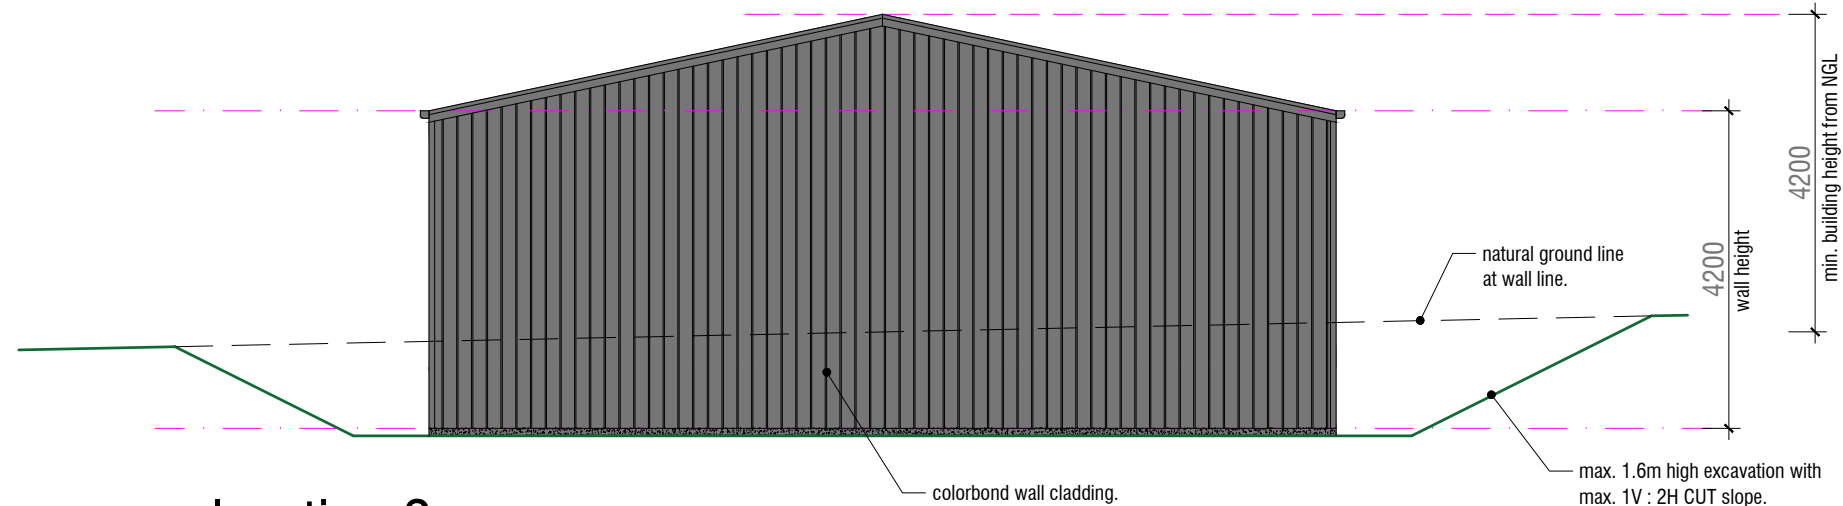 4200
min. building height from NGL
4200
wall height
natural ground line
at wall line.
max. 1.6m high excavation with
max. 1V : 2H CUT slope.
colorbond wall cladding.